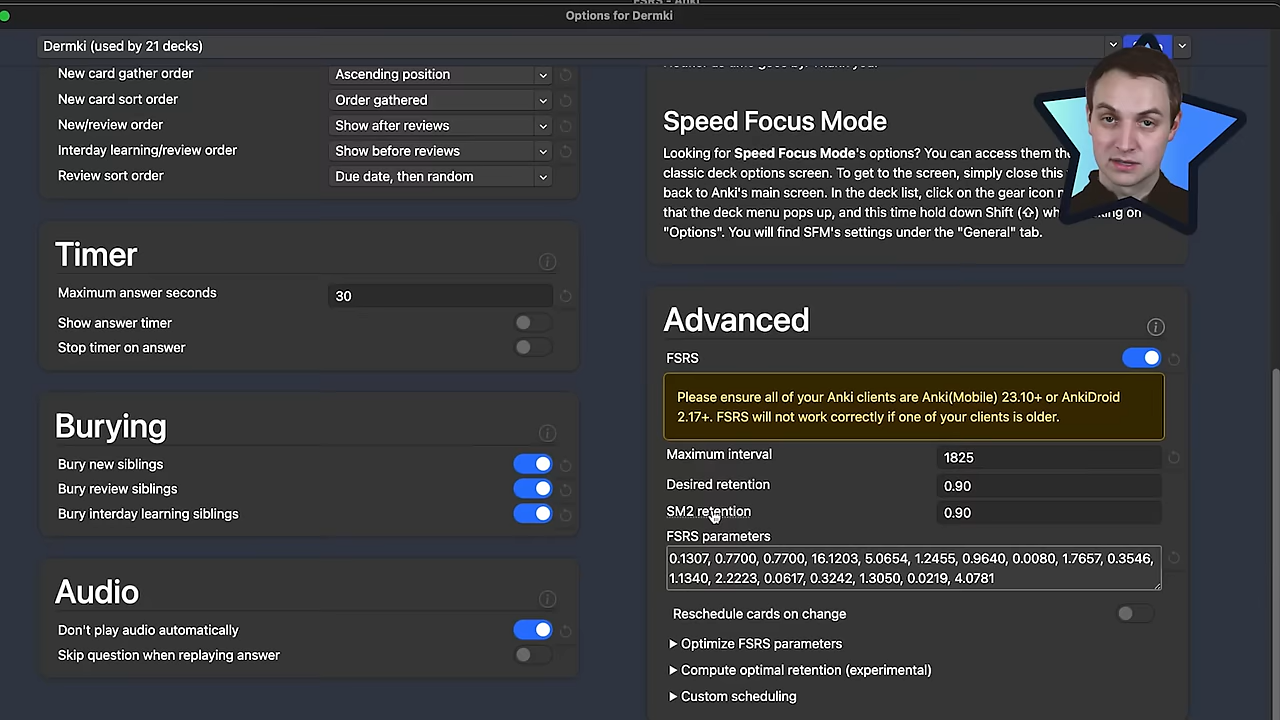 Options for Dermki
Dermki (used by 21 decks)
New card gather order
Ascending position
New card sort order
Order gathered
New/review order
Show after reviews
Interday learning/review order
Show before reviews
Review sort order
Due date, then random
Timer
Maximum answer seconds
30
Show answer timer
Stop timer on answer
Burying
Bury new siblings
Bury review siblings
Bury interday learning siblings
Audio
Don't play audio automatically
Skip question when replaying answer
Speed Focus Mode
Looking for Speed Focus Mode's options? You can access them
classic deck options screen. To get to the screen, simply close this
back to Anki's main screen. In the deck list, click on the gear icon
that the deck menu pops up, and this time hold down Shift (⇧) on
"Options". You will find SFM's settings under the "General" tab.
Advanced
FSRS
Please ensure all of your Anki clients are Anki(Mobile) 23.10+ or AnkiDroid
2.17+. FSRS will not work correctly if one of your clients is older.
Maximum interval
1825
Desired retention
0.90
SM2 retention
0.90
FSRS parameters
0.1307, 0.7700, 0.7700, 16.1203, 5.0654, 1.2455, 0.9640, 0.0080, 1.7657, 0.3546,
1.1340, 2.2223, 0.0617, 0.3242, 1.3050, 0.0219, 4.0781
Reschedule cards on change
Optimize FSRS parameters
Compute optimal retention (experimental)
Custom scheduling